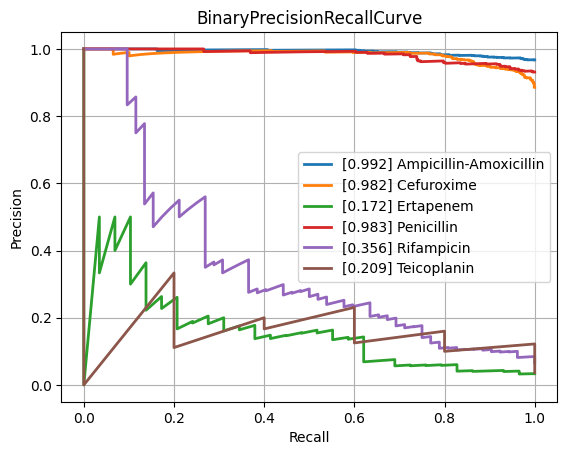 BinaryPrecisionRecallCurve
Precision
1.0
0.8
0.6
0.4
0.2
0.0
[0.992] Ampicillin-Amoxicillin
[0.982] Cefuroxime
[0.172] Ertapenem
[0.983] Penicillin
[0.356] Rifampicin
[0.209] Teicoplanin
0.0 0.2 0.4 0.6 0.8 1.0
Recall